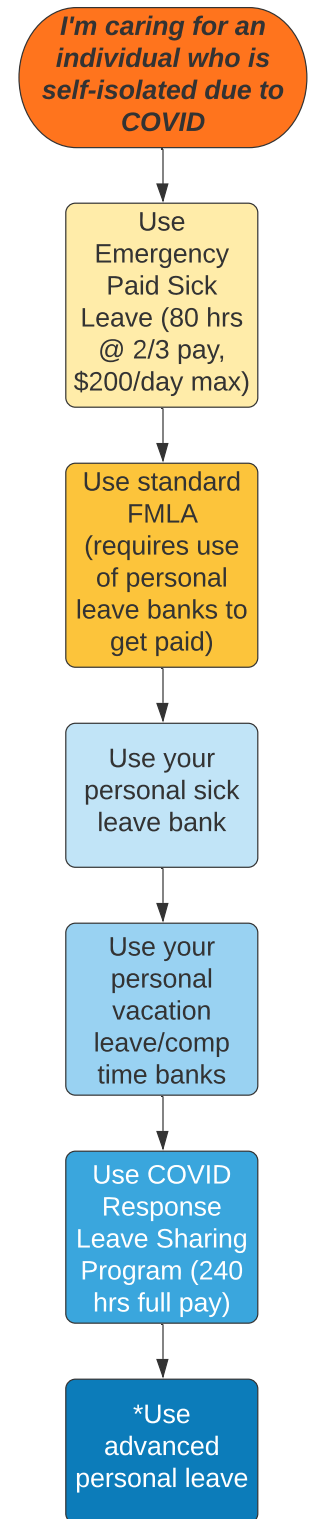 I'm caring for an
individual who is
self-isolated due to
COVID
Use
Emergency
Paid Sick
Leave (80 hrs
@ 2/3 pay,
$200/day max)
Use standard
FMLA
(requires use
of personal
leave banks to
get paid)
Use your
personal sick
leave bank
Use your
personal
vacation
leave/comp
time banks
Use COVID
Response
Leave Sharing
Program (240
hrs full pay)
*Use
advanced
personal leave